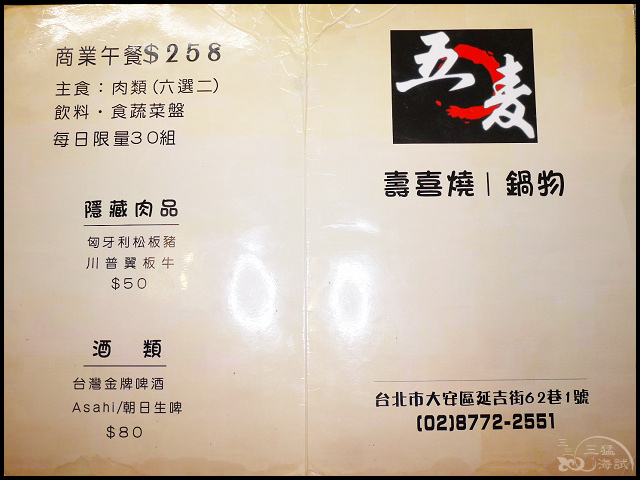 商業午餐$258
主食：肉類(六選二)
飲料・食蔬菜盤
每日限量30組
隱藏肉品
匈牙利松板豬
川普翼板牛
$50
酒 類
台灣金牌啤酒
Asahi/朝日生啤
$80
五麦
壽喜燒|鍋物
台北市大安區延吉街62巷1號
(02)8772-2551
三猛
海試